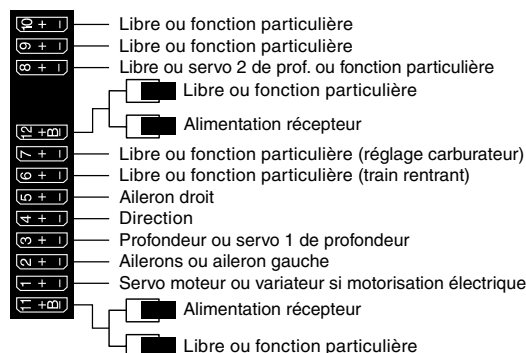 10 + – Libre ou fonction particulière
9 + – Libre ou fonction particulière
8 + – Libre ou servo 2 de prof. ou fonction particulière
Libre ou fonction particulière
12 +B Alimentation récepteur
7 + – Libre ou fonction particulière (réglage carburateur)
6 + – Libre ou fonction particulière (train rentrant)
5 + – Aileron droit
4 + – Direction
3 + – Profondeur ou servo 1 de profondeur
2 + – Ailerons ou aileron gauche
1 + – Servo moteur ou variateur si motorisation électrique
11 +B Alimentation récepteur
Libre ou fonction particulière